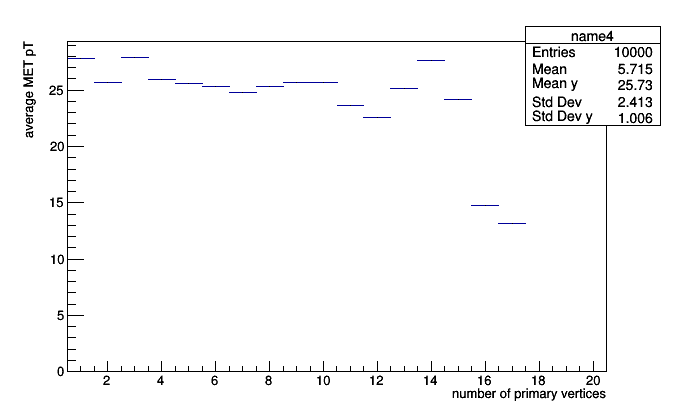 name4
Entries 10000
Mean 5.715
Mean y 25.73
Std Dev 2.413
Std Dev y 1.006
average MET pT
25
20
15
10
5
0
2 4 6 8 10 12 14 16 18 20
number of primary vertices